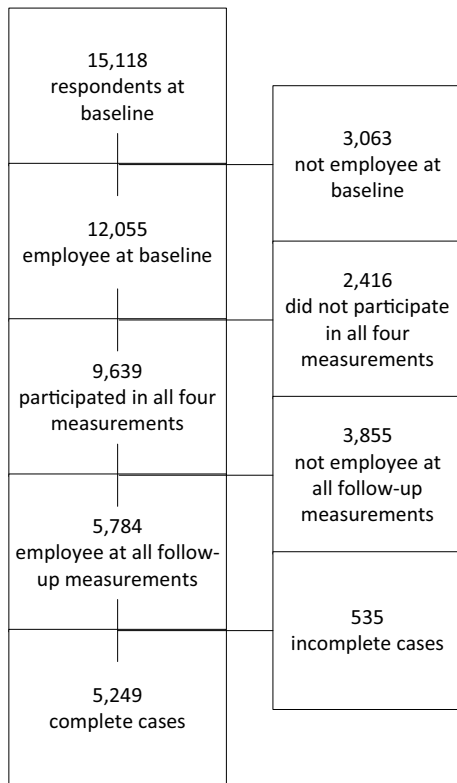 15,118
respondents at
baseline
3,063
not employee at
baseline
12,055
employee at baseline
2,416
did not participate
in all four
measurements
9,639
participated in all four
measurements
3,855
not employee at
all follow-up
measurements
5,784
employee at all follow-
up measurements
535
incomplete cases
5,249
complete cases